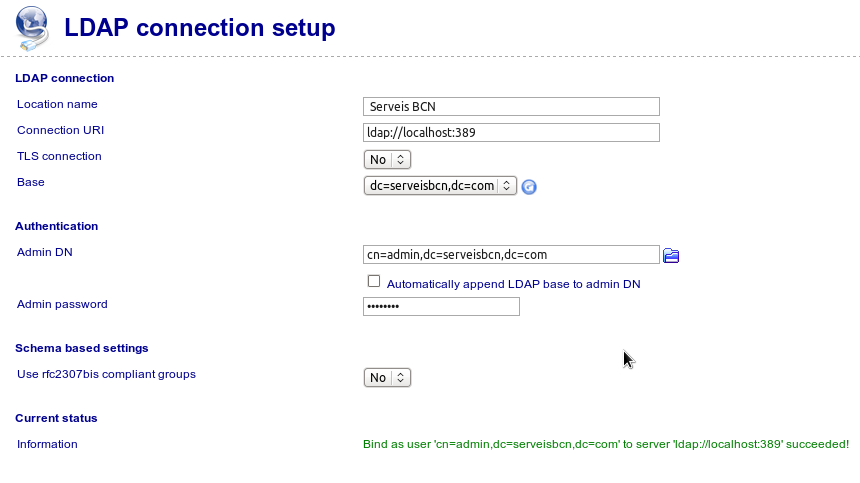 LDAP connection setup
LDAP connection
Location name Serveis BCN
Connection URI ldap://localhost:389
TLS connection No
Base dc=serveisbcn,dc=com
Authentication
Admin DN cn=admin,dc=serveisbcn,dc=com
Automatically append LDAP base to admin DN
Admin password ••••••••
Schema based settings
Use rfc2307bis compliant groups No
Current status
Information Bind as user 'cn=admin,dc=serveisbcn,dc=com' to server 'ldap://localhost:389' succeeded!